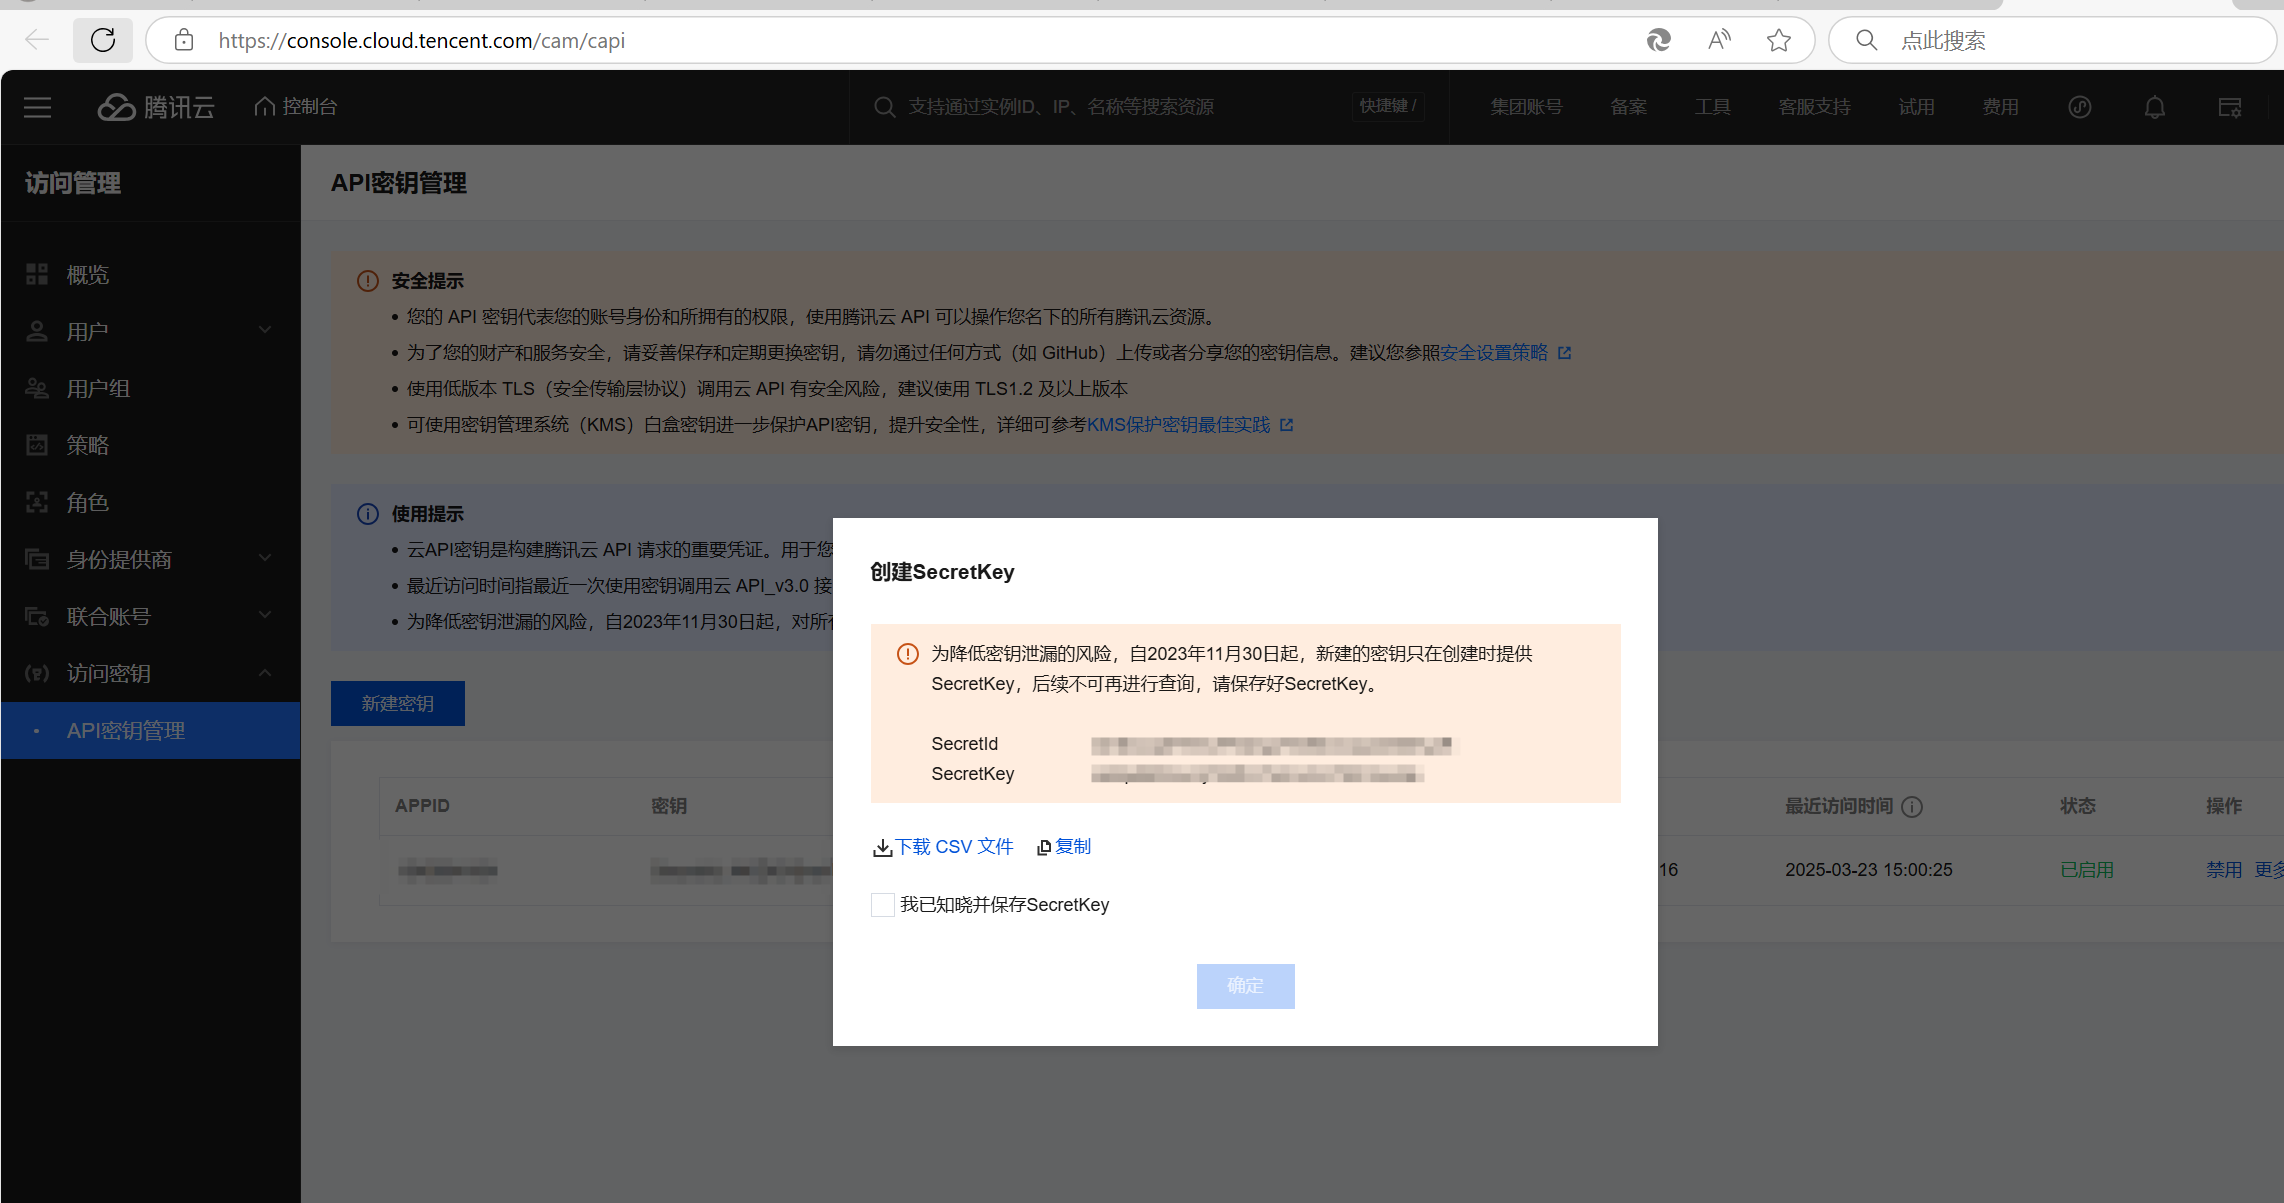 https://console.cloud.tencent.com/cam/capi
点此搜索
腾讯云
控制台
支持通过实例ID、IP、名称等搜索资源
快捷键 /
集团账号
备案
工具
客服支持
试用
费用
访问管理
概览
用户
用户组
策略
角色
身份提供商
联合账号
访问密钥
API密钥管理
API密钥管理
安全提示
• 您的 API 密钥代表您的账号身份和所拥有的权限，使用腾讯云 API 可以操作您名下的所有腾讯云资源。
• 为了您的财产和服务安全，请妥善保存和定期更换密钥，请勿通过任何方式（如 GitHub）上传或者分享您的密钥信息。建议您参照安全设置策略
• 使用低版本 TLS（安全传输层协议）调用云 API 有安全风险，建议使用 TLS1.2 及以上版本
• 可使用密钥管理系统（KMS）白盒密钥进一步保护API密钥，提升安全性，详细可参考KMS保护密钥最佳实践
使用提示
• 云API密钥是构建腾讯云 API 请求的重要凭证。用于您
• 最近访问时间指最近一次使用密钥调用云 API_v3.0 接
• 为降低密钥泄漏的风险，自2023年11月30日起，对所有
新建密钥
APPID
密钥
最近访问时间
状态
操作
16
2025-03-23 15:00:25
已启用
禁用
更多
创建SecretKey
为降低密钥泄漏的风险，自2023年11月30日起，新建的密钥只在创建时提供
SecretKey，后续不可再进行查询，请保存好SecretKey。
SecretId
SecretKey
下载 CSV 文件
复制
我已知晓并保存SecretKey
确定